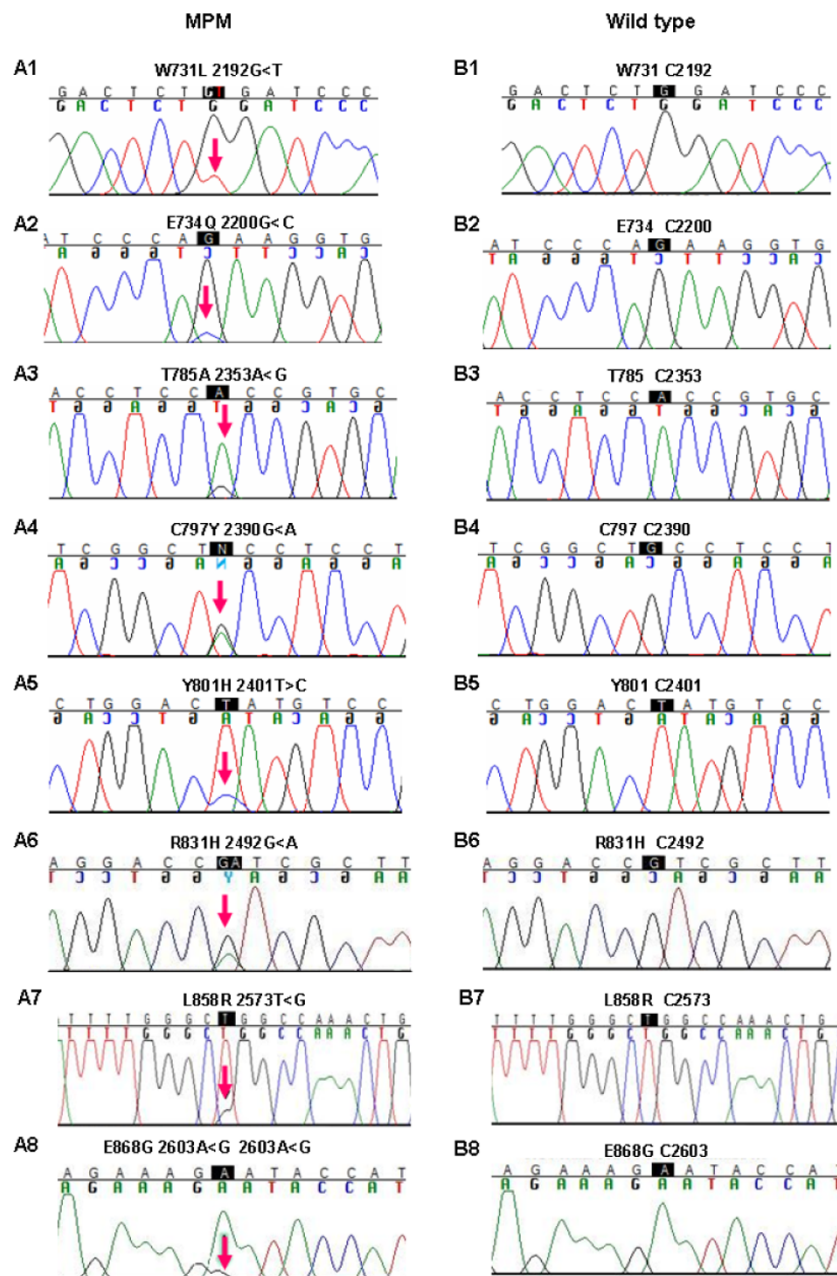 MPM
Wild type
A1
W731L 2192G<T
G A C T C T GT G A T C C C
G A C T C T G G A T C C C
B1
W731 C2192
G A C T C T G G A T C C C
G A C T C T G G A T C C C
A2
E734 Q 2200G< C
A T C C C A G A A G G T G
A G G G T C T T C C A C
B2
E734 C2200
A T C C C A G A A G G T G
T A G G G T C T T C C A C
A3
T785A 2353A< G
A C C T C C A C C G T G C
T G G A G G T G G C A C G
B3
T785 C2353
A C C T C C A C C G T G C
T G G A G G T G G C A C G
A4
C797Y 2390G<A
T C G G C T N C C T C C T
A G C C G A N G G A G G A
B4
C797 C2390
T C G G C T G C C T C C T
A G C C G A C G G A G G A
A5
Y801H 2401T>C
C T G G A C T A T G T C C
G A C C T G A T A C A G G
B5
Y801 C2401
C T G G A C T A T G T C C
G A C C T G A T A C A G G
A6
R831H 2492G<A
A G G A C C GA T C G C T T
T C C T G G Y A G C G A A
B6
R831H C2492
A G G A C C G T C G C T T
T C C T G G C A G C G A A
A7
L858R 2573T<G
T T T T G G G C T G G C C A A A C T G
T T T T G G G C T G G C C A A A C T G
B7
L858R C2573
T T T T G G G C T G G C C A A A C T G
T T T T G G G C T G G C C A A A C T G
A8
E868G 2603A<G 2603A<G
A G A A A G A A T A C C A T
A G A A A G A A T A C C A T
B8
E868G C2603
A G A A A G A A T A C C A T
A G A A A G A A T A C C A T